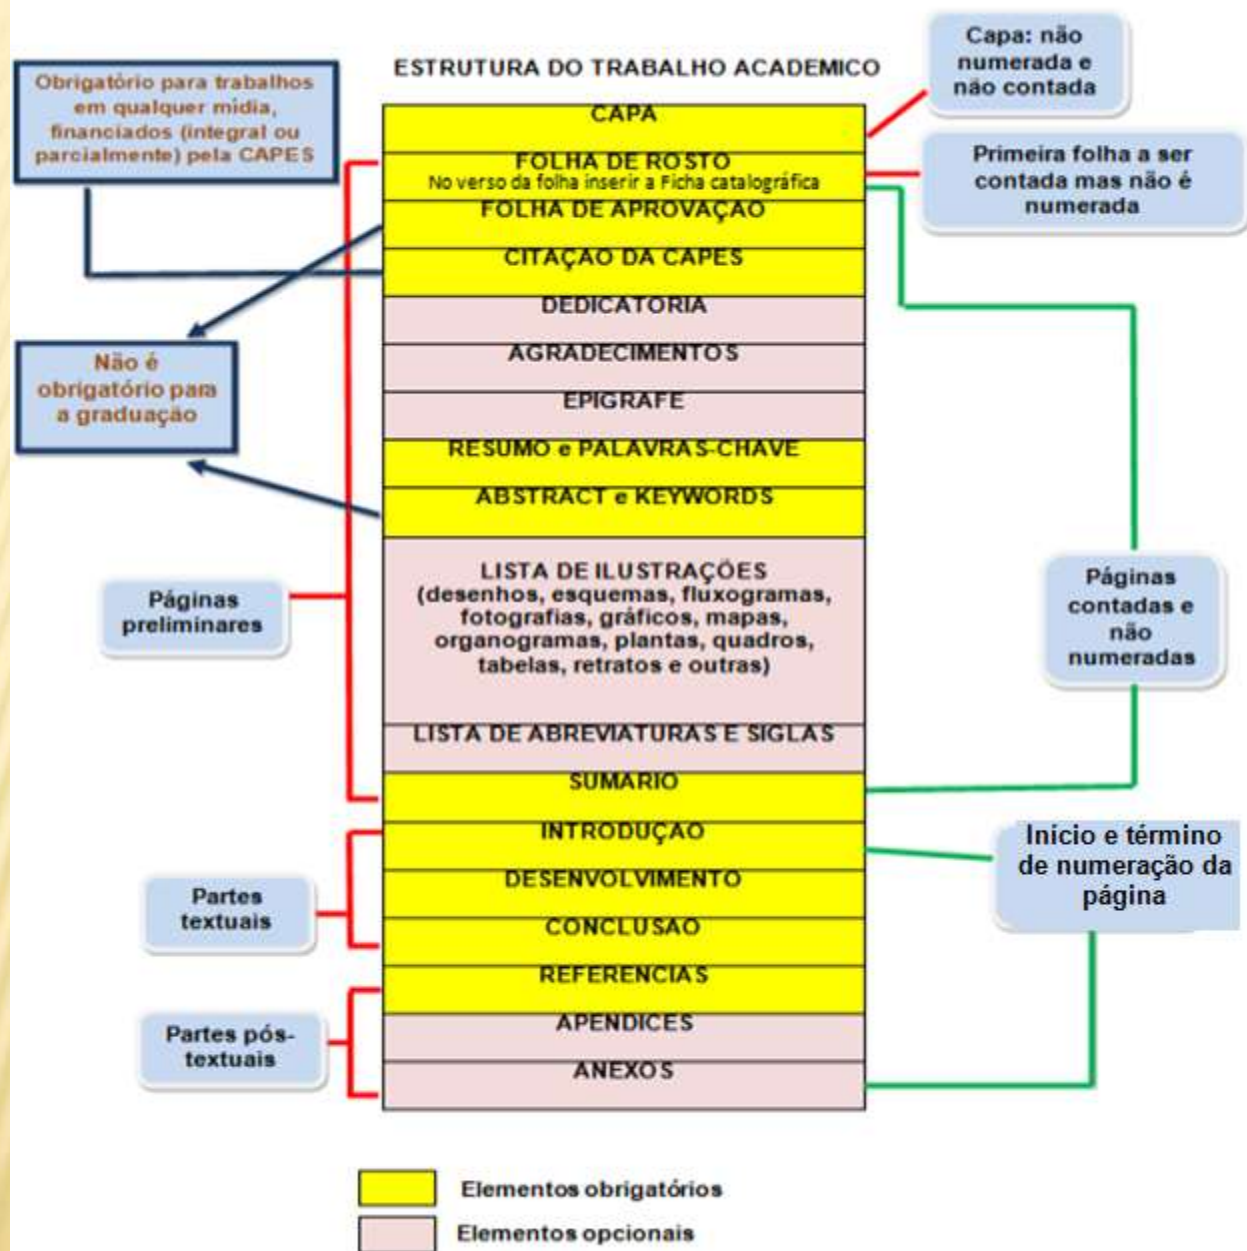 ESTRUTURA DO TRABALHO ACADEMICO
Capa: não
numerada e
não contada
Obrigatório para trabalhos
em qualquer mídia,
financiados (integral ou
parcialmente) pela CAPES
CAPA
FOLHA DE ROSTO
No verso da folha inserir a Ficha catalográfica
Primeira folha a ser
contada mas não é
numerada
FOLHA DE APROVAÇÃO
CITAÇÃO DA CAPES
DEDICATORIA
AGRADECIMENTOS
Não é
obrigatório para
a graduação
EPIGRAFE
RESUMO e PALAVRAS-CHAVE
ABSTRACT e KEYWORDS
LISTA DE ILUSTRAÇÕES
(desenhos, esquemas, fluxogramas,
fotografias, gráficos, mapas,
organogramas, plantas, quadros,
tabelas, retratos e outras)
Páginas
preliminares
Páginas
contadas e
não
numeradas
LISTA DE ABREVIATURAS E SIGLAS
SUMARIO
INTRODUÇÃO
Início e término
de numeração da
página
DESENVOLVIMENTO
Partes
textuais
CONCLUSAO
REFERENCIAS
APENDICES
Partes pós-
textuais
ANEXOS
Elementos obrigatórios
Elementos opcionais